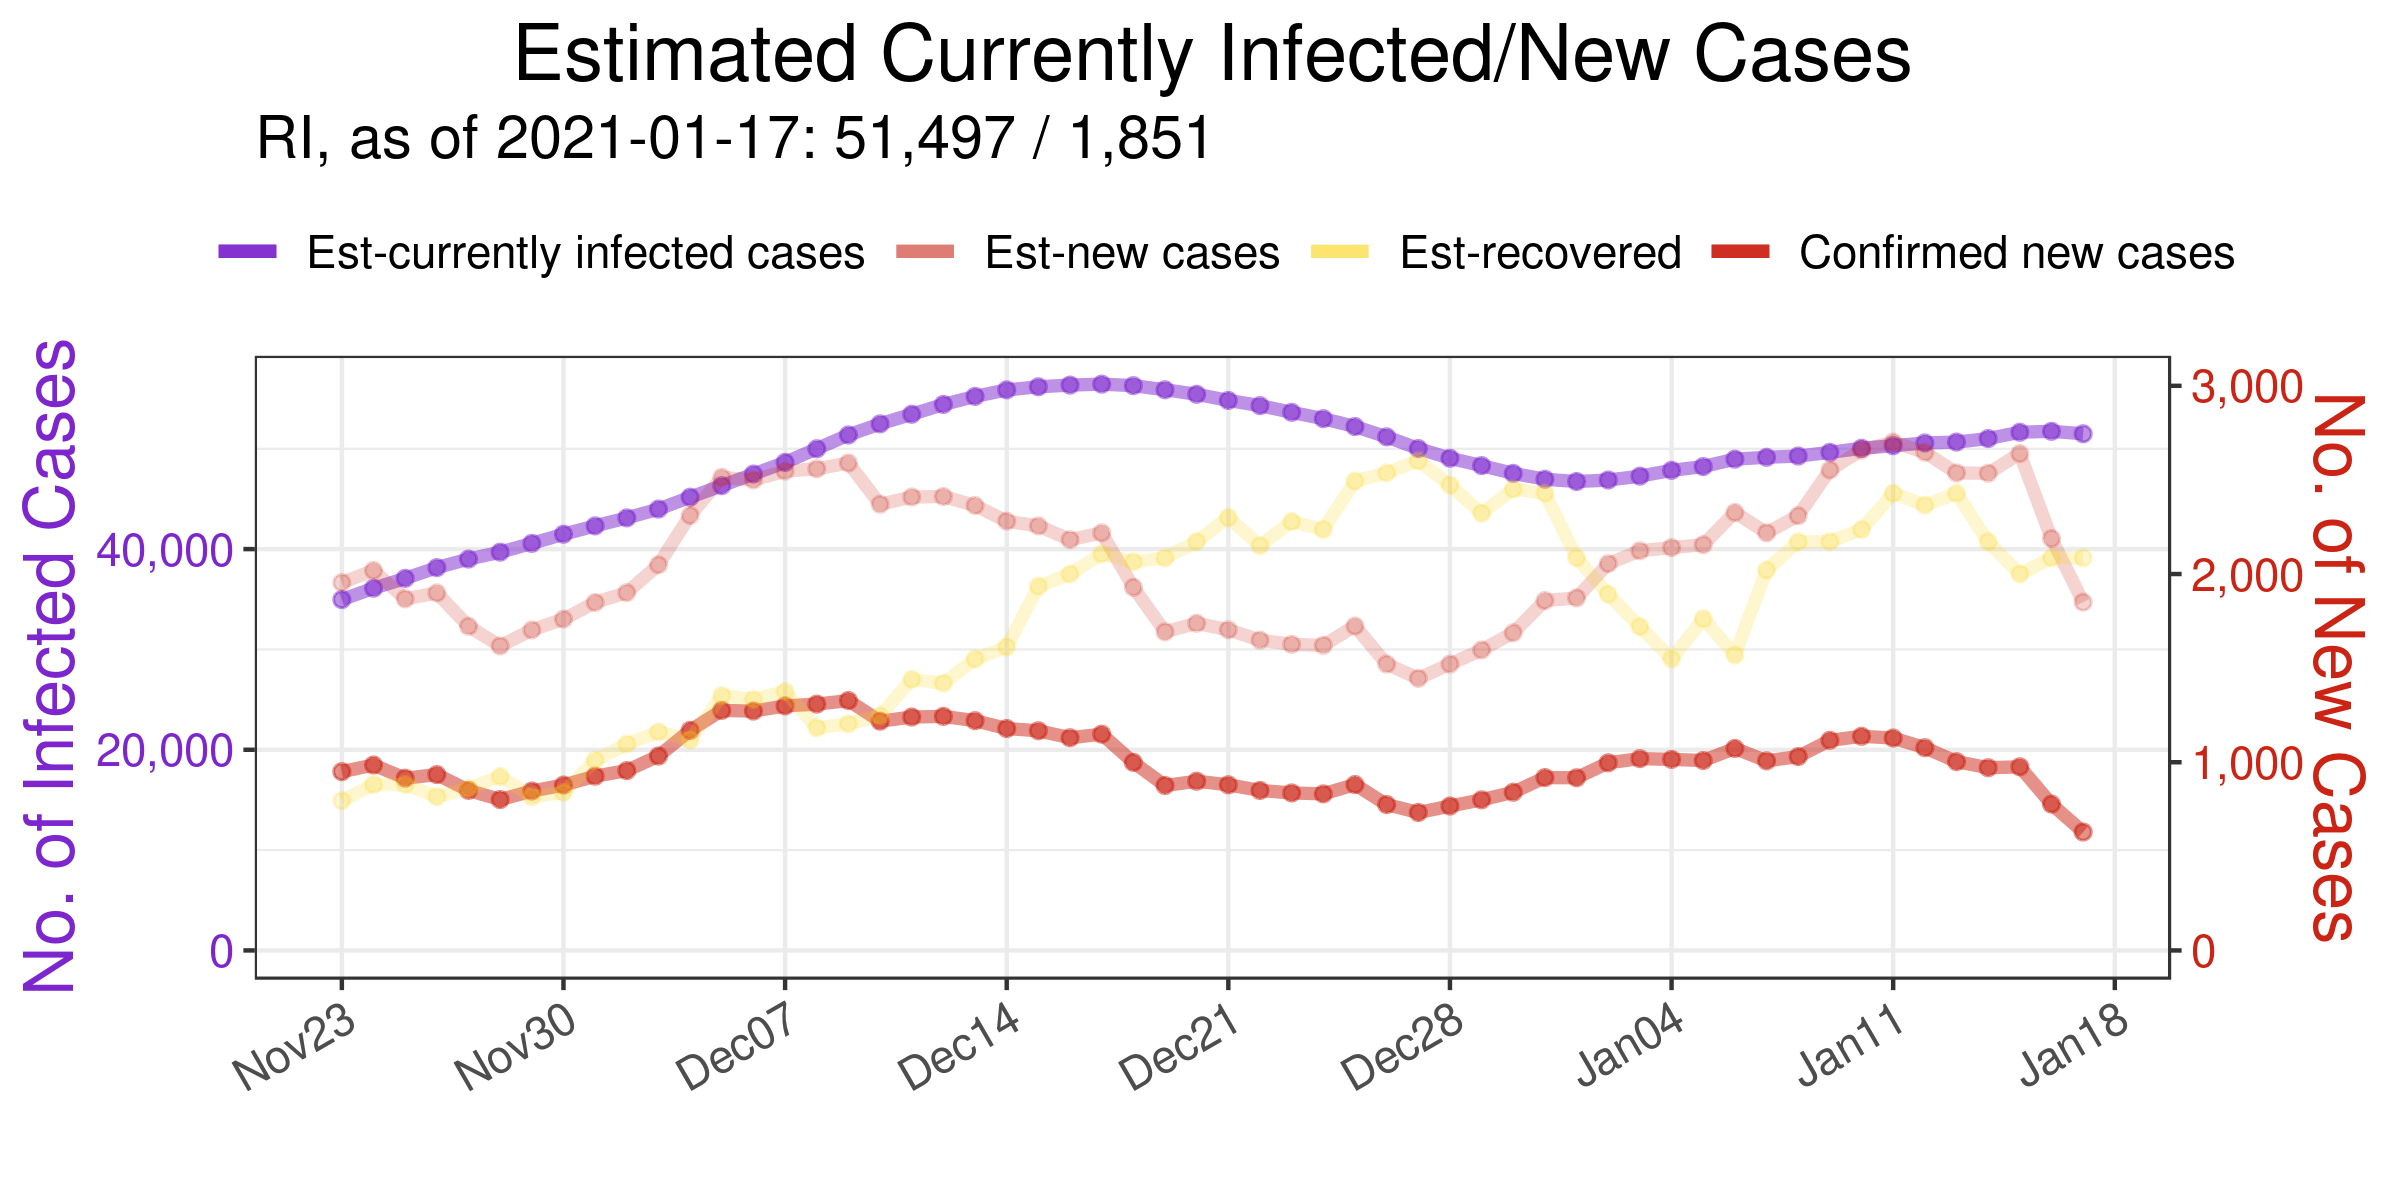 Estimated Currently Infected/New Cases
RI, as of 2021-01-17: 51,497 / 1,851
Est-currently infected cases Est-new cases Est-recovered Confirmed new cases
No. of Infected Cases
40,000
20,000
0
3,000
2,000
1,000
0
No. of New Cases
Nov23 Nov30 Dec07 Dec14 Dec21 Dec28 Jan04 Jan11 Jan18